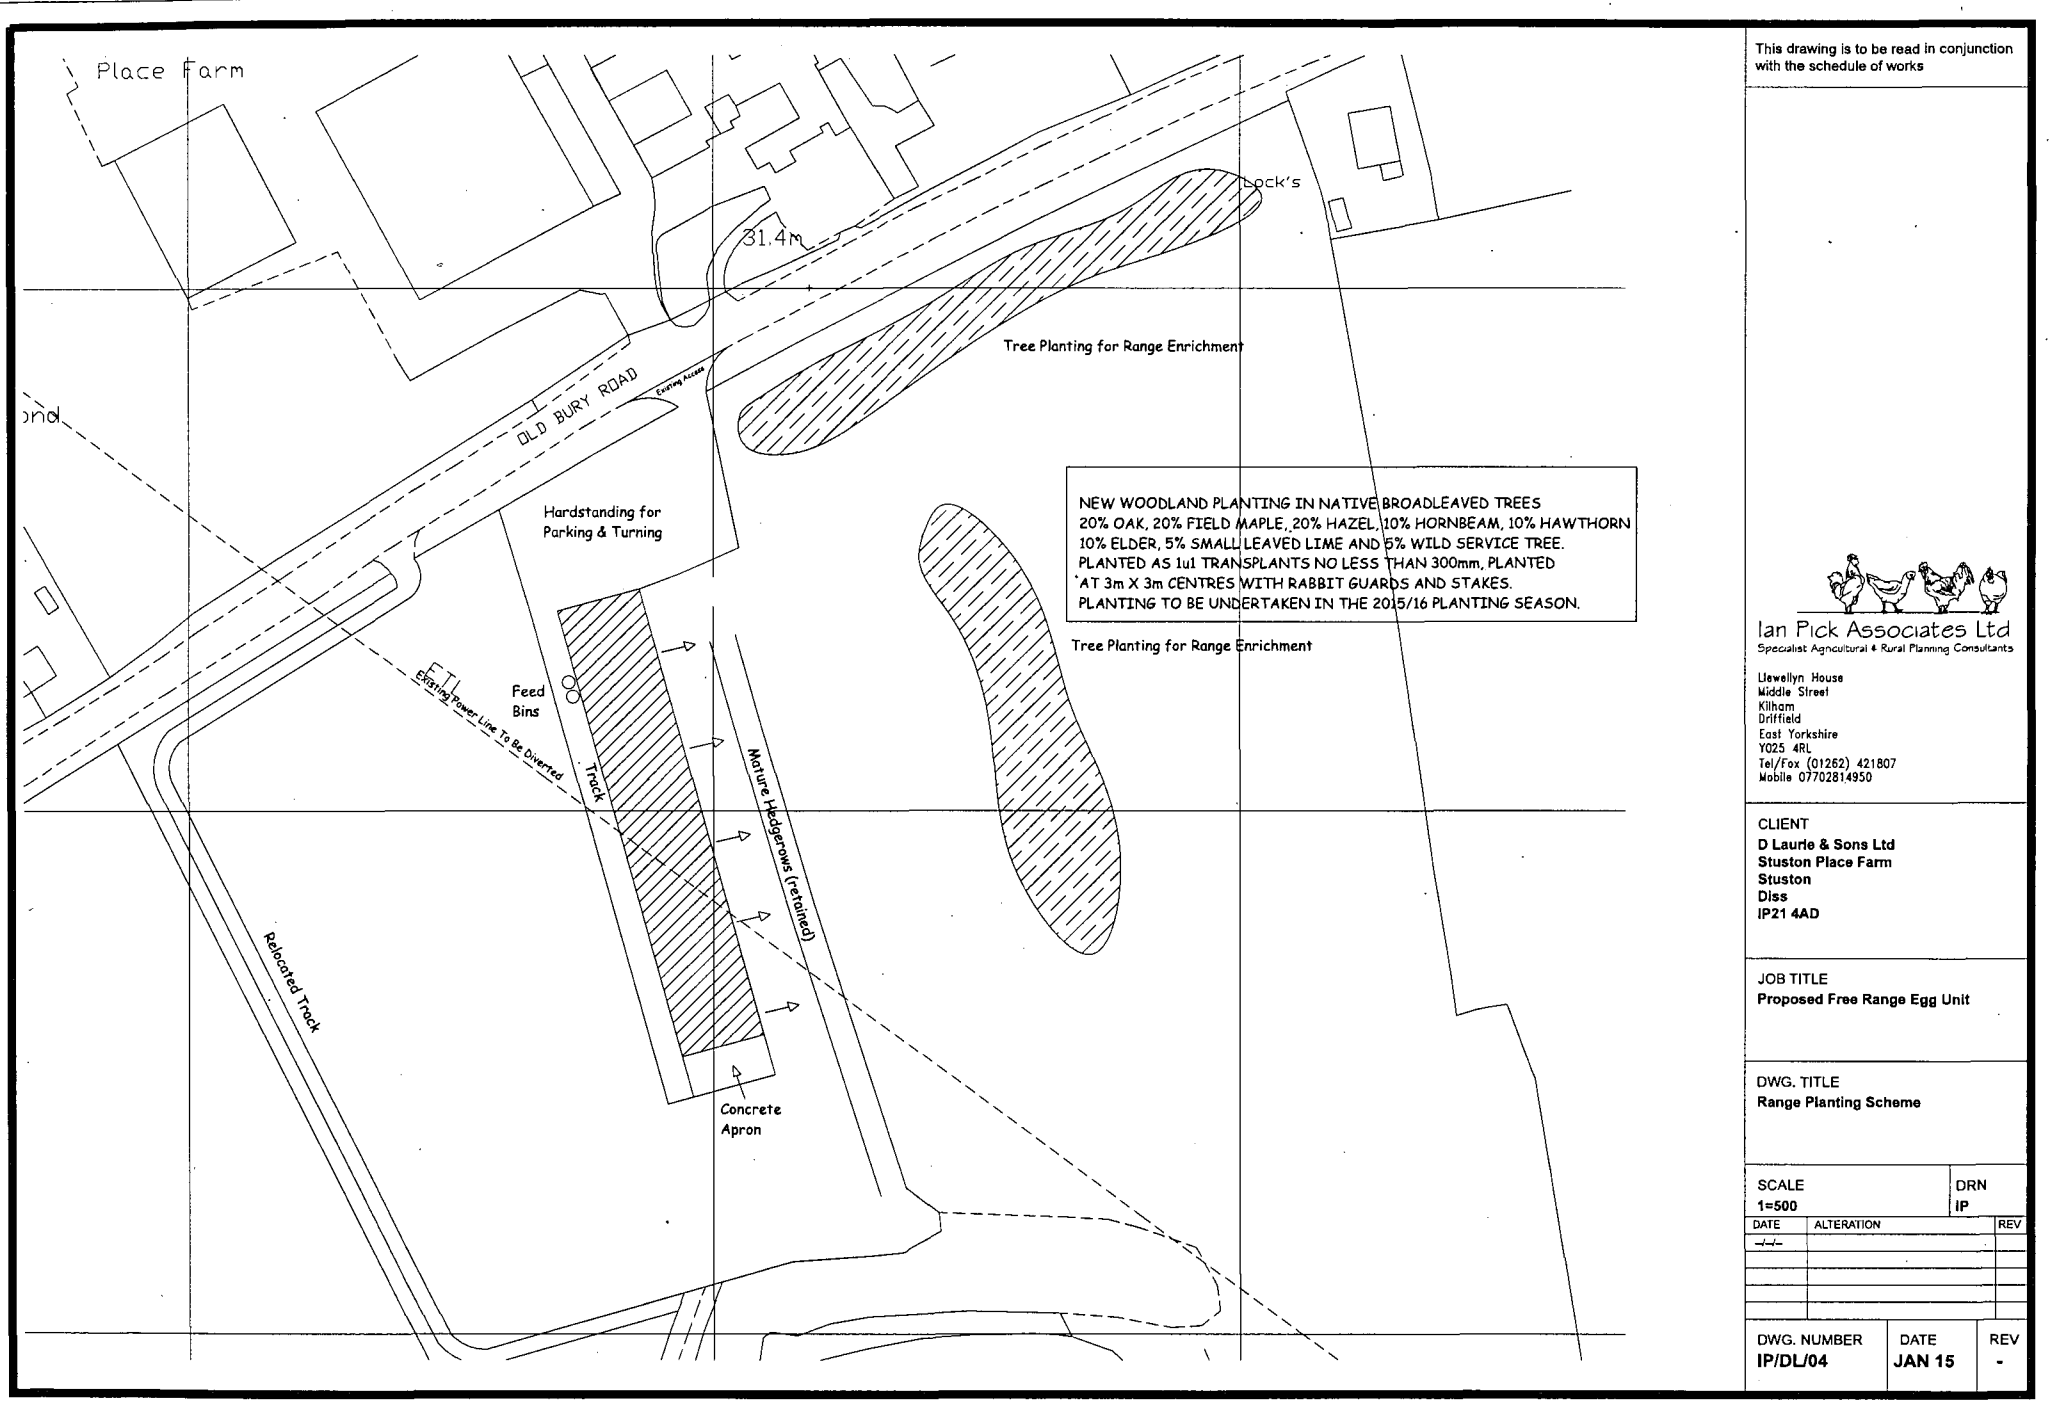 Place Farm
Lock's
31.4m
Tree Planting for Range Enrichment
Existing Access
OLD BURY ROAD
ond
Hardstanding for
Parking & Turning
NEW WOODLAND PLANTING IN NATIVE BROADLEAVED TREES
20% OAK, 20% FIELD MAPLE, 20% HAZEL, 10% HORNBEAM, 10% HAWTHORN
10% ELDER, 5% SMALL LEAVED LIME AND 5% WILD SERVICE TREE.
PLANTED AS 1u1 TRANSPLANTS NO LESS THAN 300mm, PLANTED
AT 3m X 3m CENTRES WITH RABBIT GUARDS AND STAKES.
PLANTING TO BE UNDERTAKEN IN THE 2015/16 PLANTING SEASON.
Tree Planting for Range Enrichment
ETL
Existing Power Line To Be Diverted
Feed
Bins
Track
Mature Hedgerows (retained)
Relocated Track
Concrete
Apron
This drawing is to be read in conjunction
with the schedule of works
Ian Pick Associates Ltd
Specialist Agricultural & Rural Planning Consultants
Llewellyn House
Middle Street
Kilham
Driffield
East Yorkshire
YO25 4RL
Tel/Fax (01262) 421807
Mobile 07702814950
CLIENT
D Laurie & Sons Ltd
Stuston Place Farm
Stuston
Diss
IP21 4AD
JOB TITLE
Proposed Free Range Egg Unit
DWG. TITLE
Range Planting Scheme
SCALE
1=500
DRN
IP
DATE ALTERATION REV
-/-/-
DWG. NUMBER
IP/DL/04
DATE
JAN 15
REV
-